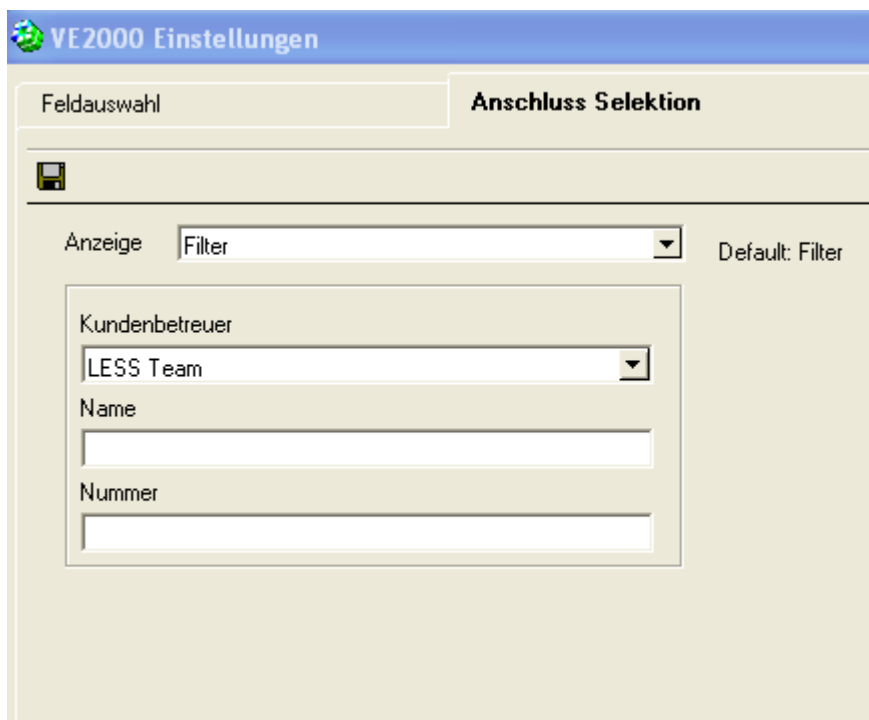 VE2000 Einstellungen
Feldauswahl
Anschluss Selektion
Anzeige
Filter
Default: Filter
Kundenbetreuer
LESS Team
Name
Nummer